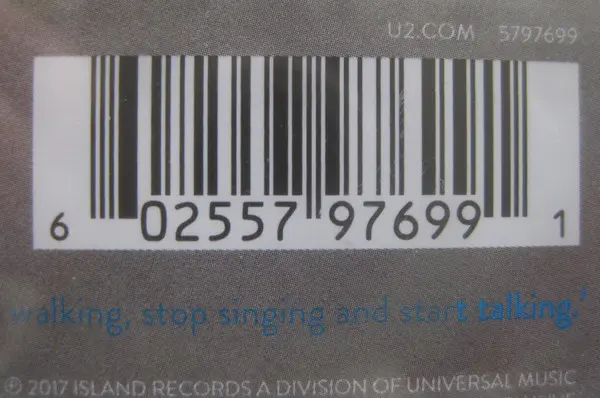 U2.COM 5797699
6 02557 97699 1
walking, stop singing and start talking.'
℗ 2017 ISLAND RECORDS A DIVISION OF UNIVERSAL MUSIC